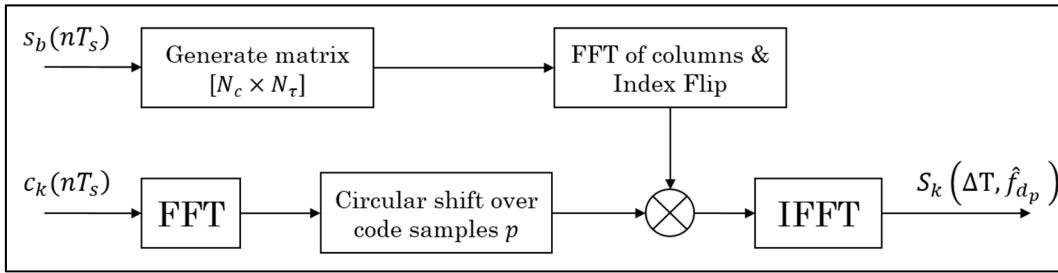 s_b(nT_s)
Generate matrix
[N_c × N_τ]
FFT of columns &
Index Flip
c_k(nT_s)
FFT
Circular shift over
code samples p
IFFT
S_k(ΔT, f̂_{d_p})